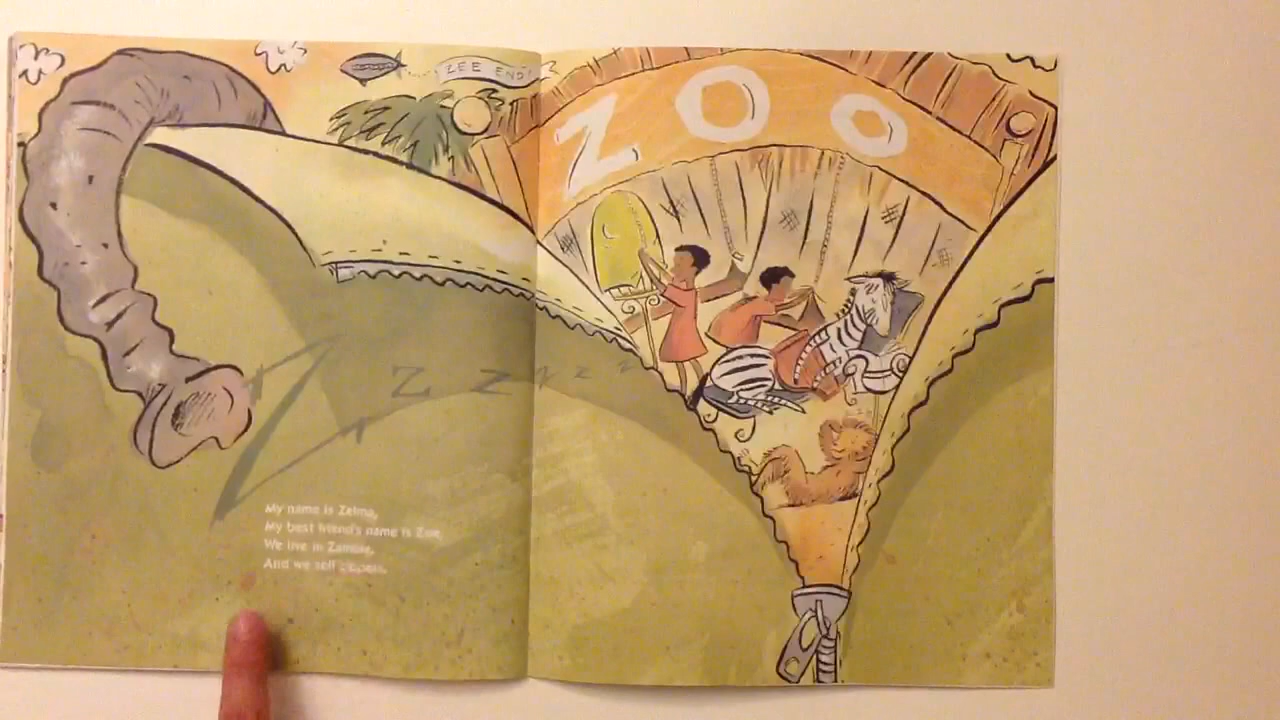 ZEE END!
ZOO
Z Z Z Z Z Z Z
My name is Zelma,
My best friend's name is Zoe,
We live in Zambia,
And we sell zippers.